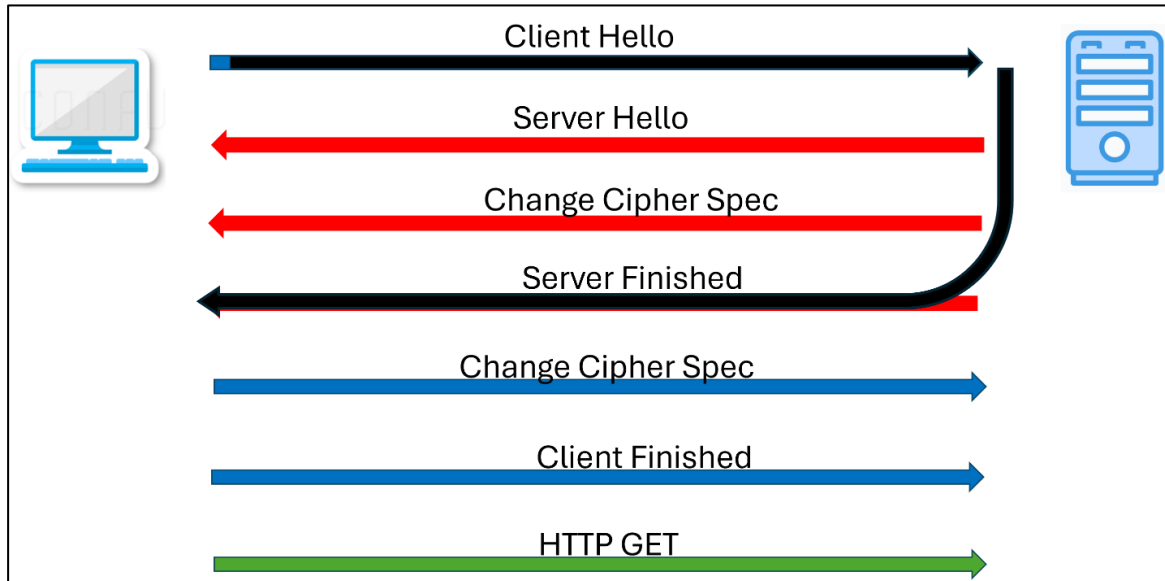 Client Hello
Server Hello
Change Cipher Spec
Server Finished
Change Cipher Spec
Client Finished
HTTP GET